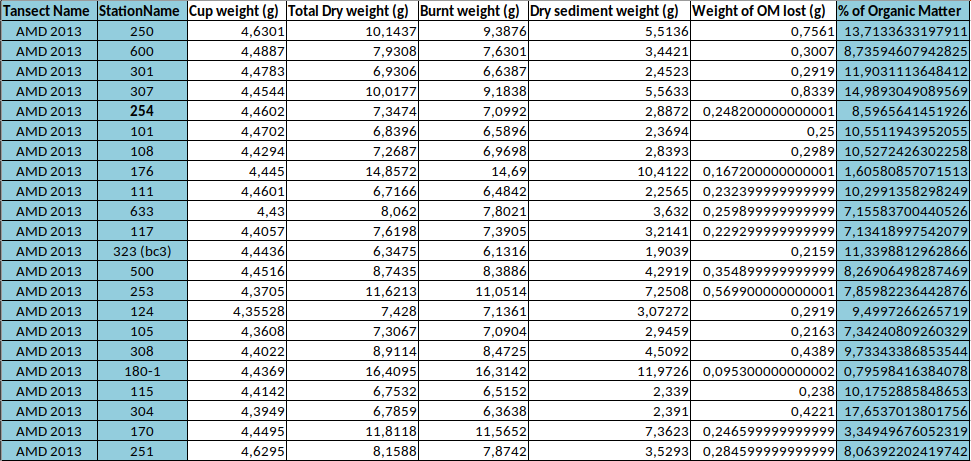 Tansect Name StationName Cup weight (g) Total Dry weight (g) Burnt weight (g) Dry sediment weight (g) Weight of OM lost (g) % of Organic Matter
AMD 2013 250 4,6301 10,1437 9,3876 5,5136 0,7561 13,7133633197911
AMD 2013 600 4,4887 7,9308 7,6301 3,4421 0,3007 8,73594607942825
AMD 2013 301 4,4783 6,9306 6,6387 2,4523 0,2919 11,9031113648412
AMD 2013 307 4,4544 10,0177 9,1838 5,5633 0,8339 14,9893049089569
AMD 2013 254 4,4602 7,3474 7,0992 2,8872 0,248200000000001 8,5965641451926
AMD 2013 101 4,4702 6,8396 6,5896 2,3694 0,25 10,5511943952055
AMD 2013 108 4,4294 7,2687 6,9698 2,8393 0,2989 10,5272426302258
AMD 2013 176 4,445 14,8572 14,69 10,4122 0,167200000000001 1,60580857071513
AMD 2013 111 4,4601 6,7166 6,4842 2,2565 0,232399999999999 10,2991358298249
AMD 2013 633 4,43 8,062 7,8021 3,632 0,259899999999999 7,15583700440526
AMD 2013 117 4,4057 7,6198 7,3905 3,2141 0,229299999999999 7,13418997542079
AMD 2013 323 (bc3) 4,4436 6,3475 6,1316 1,9039 0,2159 11,3398812962866
AMD 2013 500 4,4516 8,7435 8,3886 4,2919 0,354899999999999 8,26906498287469
AMD 2013 253 4,3705 11,6213 11,0514 7,2508 0,569900000000001 7,85982236442876
AMD 2013 124 4,35528 7,428 7,1361 3,07272 0,2919 9,4997266265719
AMD 2013 105 4,3608 7,3067 7,0904 2,9459 0,2163 7,34240809260329
AMD 2013 308 4,4022 8,9114 8,4725 4,5092 0,4389 9,73343386853544
AMD 2013 180-1 4,4369 16,4095 16,3142 11,9726 0,095300000000002 0,79598416384078
AMD 2013 115 4,4142 6,7532 6,5152 2,339 0,238 10,1752885848653
AMD 2013 304 4,3949 6,7859 6,3638 2,391 0,4221 17,6537013801756
AMD 2013 170 4,4495 11,8118 11,5652 7,3623 0,246599999999999 3,34949676052319
AMD 2013 251 4,6295 8,1588 7,8742 3,5293 0,284599999999999 8,06392202419742